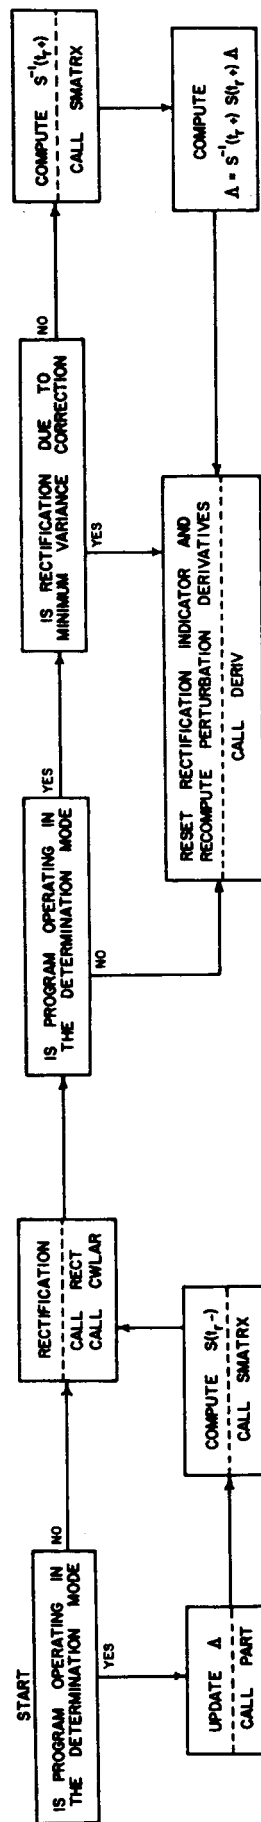 START
IS PROGRAM OPERATING IN
THE DETERMINATION MODE
NO
YES
UPDATE Λ
CALL PART
COMPUTE S(tᵣ-)
CALL SMATRX
RECTIFICATION
CALL RECT
CALL CWLAR
IS PROGRAM OPERATING IN
THE DETERMINATION MODE
YES
NO
IS RECTIFICATION DUE TO
MINIMUM VARIANCE CORRECTION
NO
YES
COMPUTE S⁻¹(tᵣ+)
CALL SMATRX
COMPUTE
Λ = S⁻¹(tᵣ+) S(tᵣ+) Λ
RESET RECTIFICATION INDICATOR AND
RECOMPUTE PERTURBATION DERIVATIVES
CALL DERIV